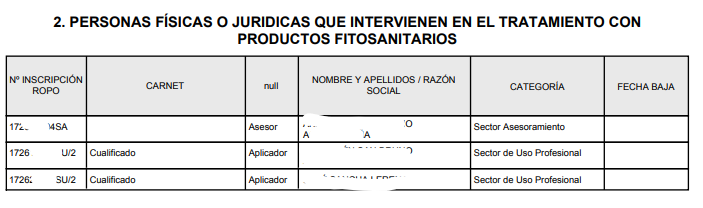 2. PERSONAS FÍSICAS O JURIDICAS QUE INTERVIENEN EN EL TRATAMIENTO CON
PRODUCTOS FITOSANITARIOS
Nº INSCRIPCIÓN ROPO CARNET null NOMBRE Y APELLIDOS / RAZÓN SOCIAL CATEGORÍA FECHA BAJA
Asesor Sector Asesoramiento
Cualificado Aplicador Sector de Uso Profesional
Cualificado Aplicador Sector de Uso Profesional